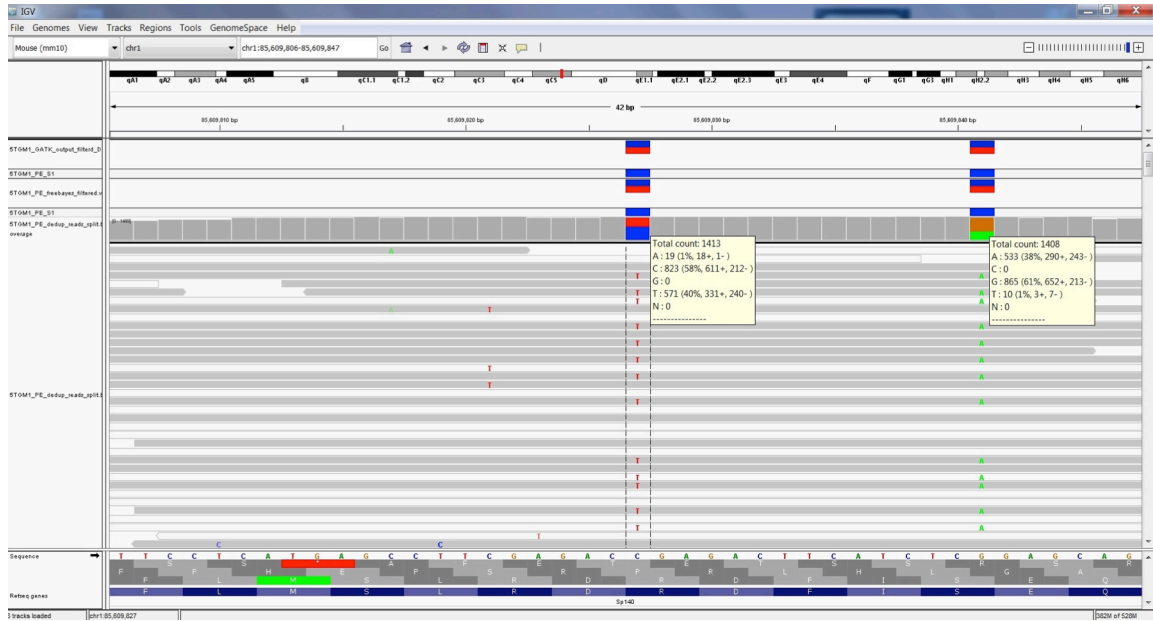 IGV
File Genomes View Tracks Regions Tools GenomeSpace Help
Mouse (mm10) chr1 chr1:85,609,806-85,609,847 Go
qA1 qA2 qA3 qA4 qA5 qB qC1.1 qC1.2 qC2 qC3 qC4 qC5 qD qE1.1 qE2.1 qE2.2 qE2.3 qE3 qE4 qF qG1 qG3 qH1 qH2.2 qH3 qH4 qH5 qH6
42 bp
85,609,810 bp 85,609,820 bp 85,609,830 bp 85,609,840 bp
5TGM1_GATK_output_filterd_D
5TGM1_PE_S1
5TGM1_PE_freebayes_filtered.v
5TGM1_PE_S1
5TGM1_PE_dedup_reads_split.b
overage
Total count: 1413
A : 19 (1%, 18+, 1- )
C : 823 (58%, 611+, 212- )
G : 0
T : 571 (40%, 331+, 240- )
N : 0
---------------
Total count: 1408
A : 533 (38%, 290+, 243- )
C : 0
G : 865 (61%, 652+, 213- )
T : 10 (1%, 3+, 7- )
N : 0
---------------
A
T
A
T
A
T
A
A
T
T
A
T
A
T
A
T
T
A
T
T
A
T
A
T
A
T
A
T
A
T
A
T
C
C
5TGM1_PE_dedup_reads_split.b
Sequence
T T C C T C A T G A G C C T T C G A G A C C G A G A C T T C A T C T C G G A G C A G
S S * A F E T E T S L R S R
F P H E P S R P R L H L G A
F L M S L R D R D F I S E Q
Refseq genes
F L M S L R D R D F I S E Q
Sp140
tracks loaded chr1:85,609,827 382M of 528M